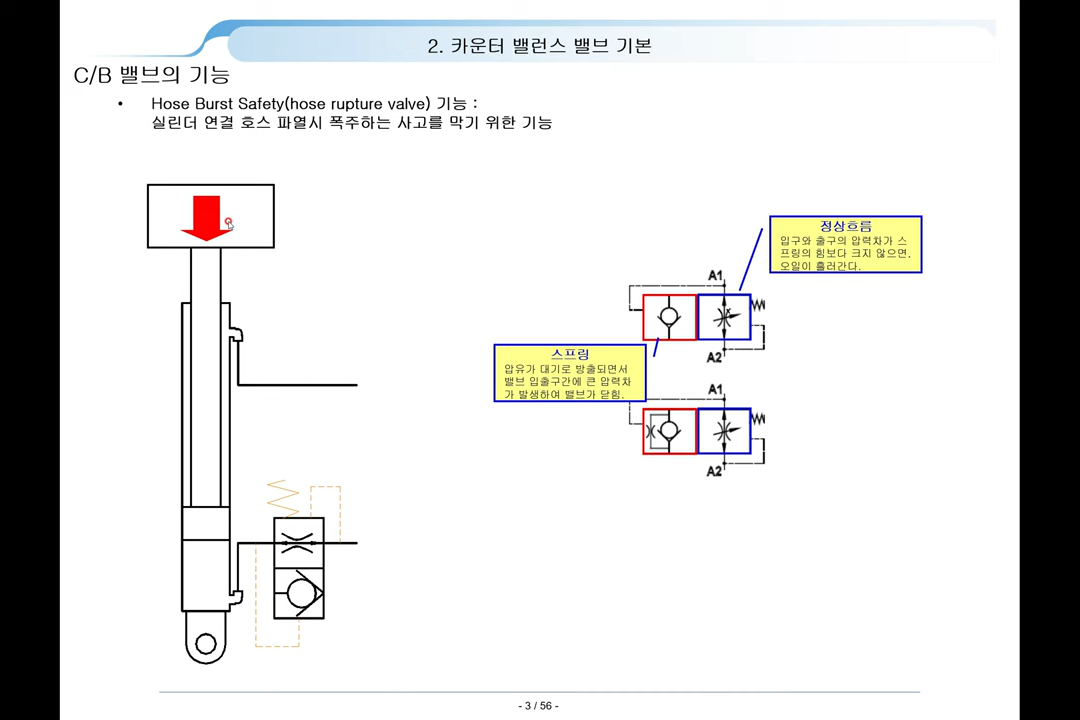 2. 카운터 밸런스 밸브 기본
C/B 밸브의 기능
• Hose Burst Safety(hose rupture valve) 기능 :
실린더 연결 호스 파열시 폭주하는 사고를 막기 위한 기능
정상흐름
입구와 출구의 압력차가 스
프링의 힘보다 크지 않으면,
오일이 흘러간다.
A1
A2
스프링
압유가 대기로 방출되면서
밸브 입출구간에 큰 압력차
가 발생하여 밸브가 닫힘.
A1
A2
- 3 / 56 -